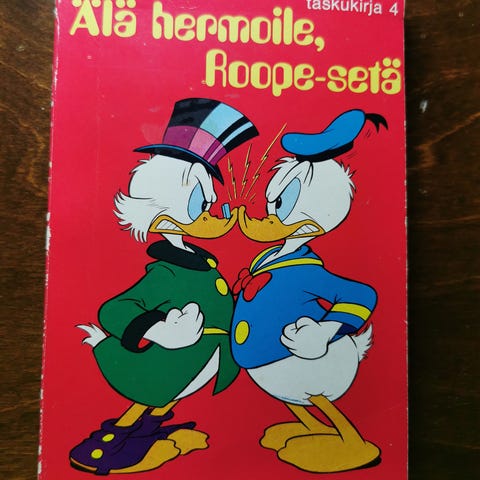 taskukirja 4
Älä hermoile,
Roope-setä